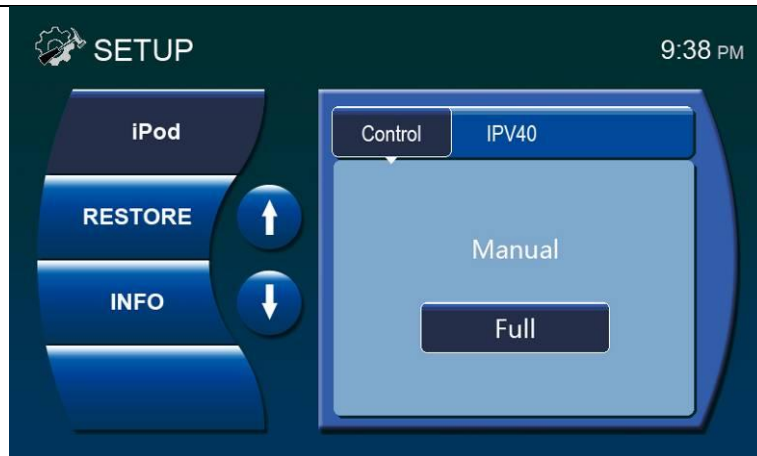 SETUP
9:38 PM
iPod
RESTORE
INFO
Control
IPV40
Manual
Full